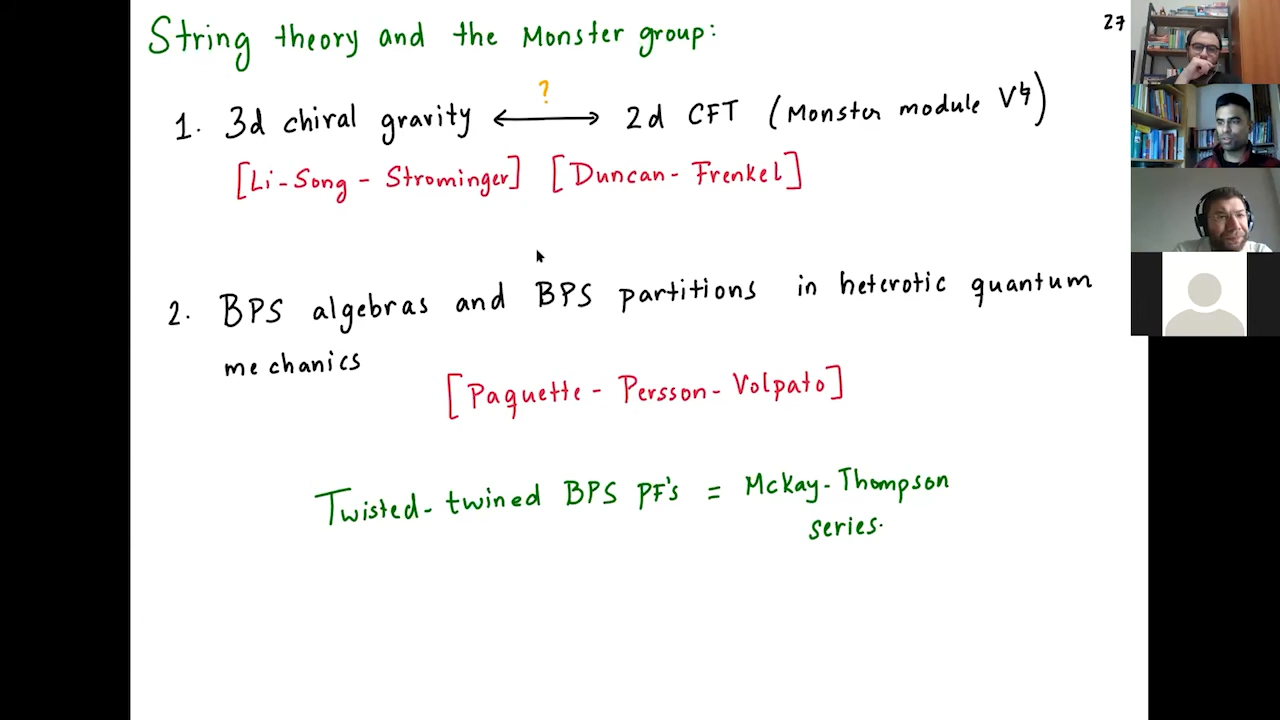 27
String theory and the Monster group:
?
1. 3d chiral gravity ⟷ 2d CFT (Monster module V♮)
[Li-Song-Strominger] [Duncan-Frenkel]
2. BPS algebras and BPS partitions in heterotic quantum
mechanics
[Paquette-Persson-Volpato]
Twisted-twined BPS PF's = McKay-Thompson
series.